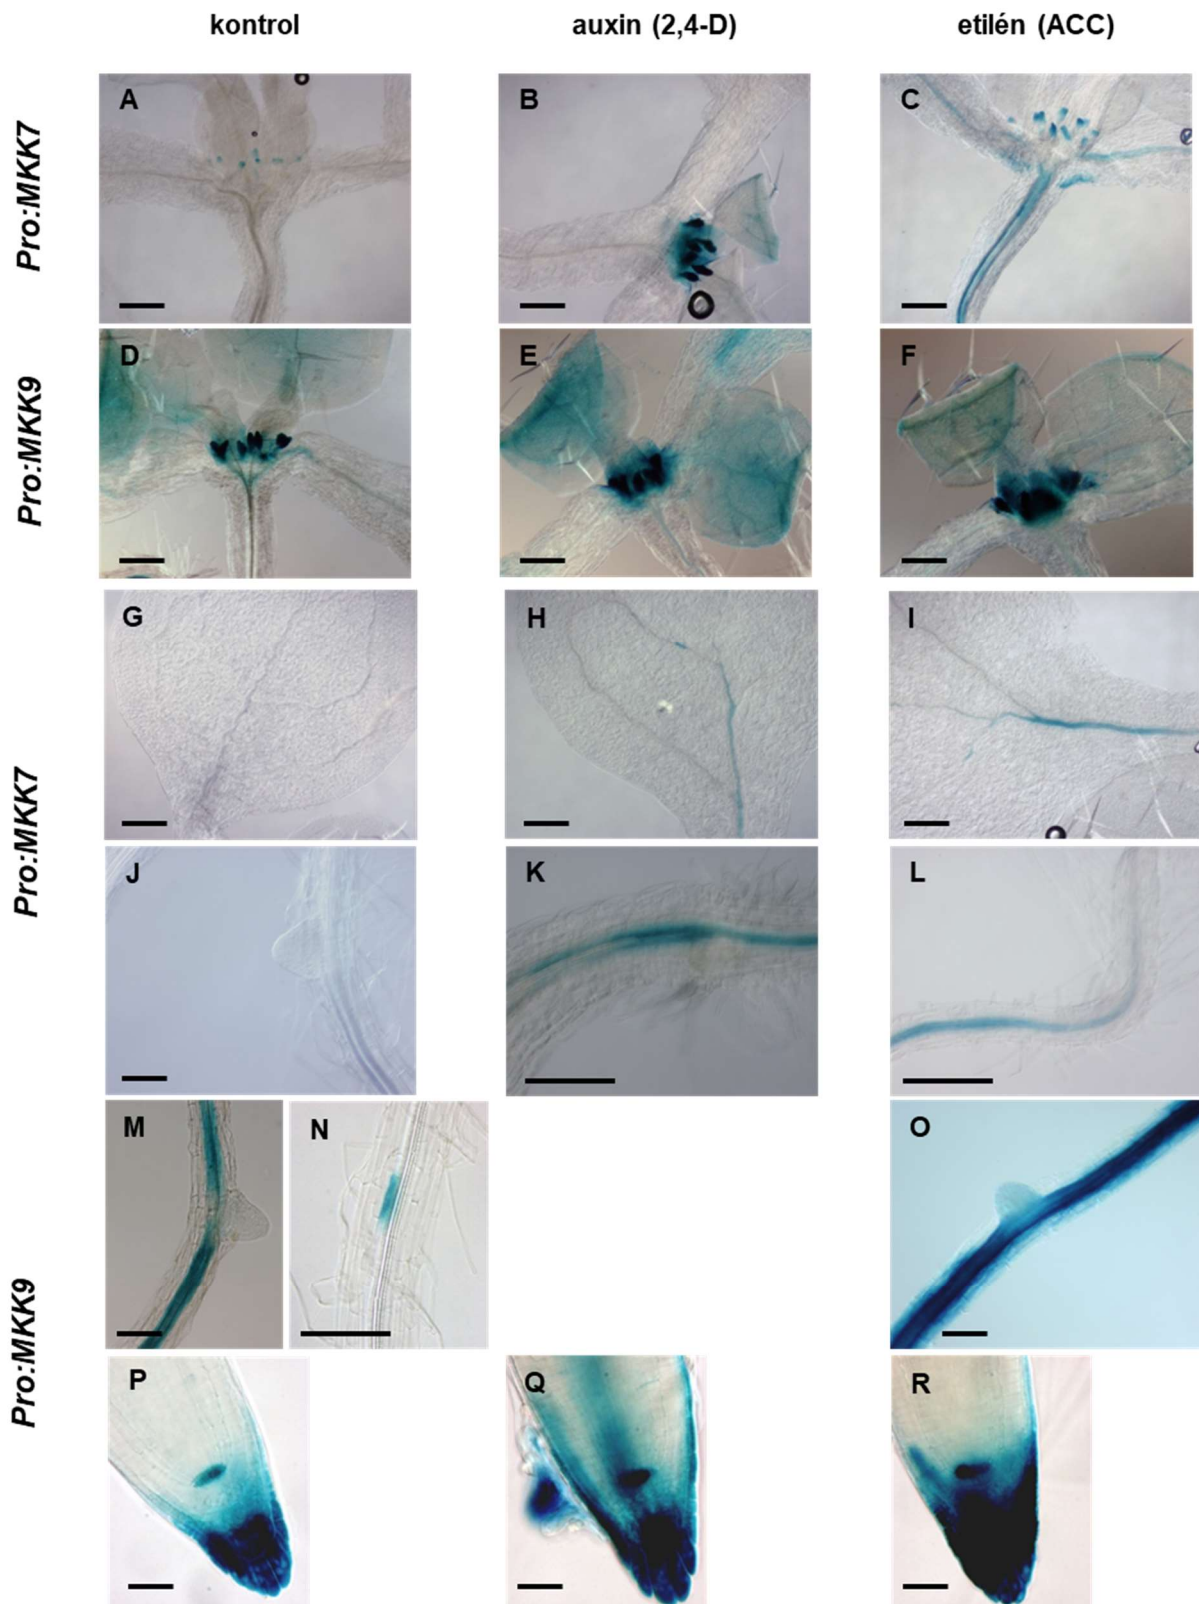 kontrol
auxin (2,4-D)
etilén (ACC)
Pro:MKK7
A
B
C
Pro:MKK9
D
E
F
Pro:MKK7
G
H
I
J
K
L
Pro:MKK9
M
N
O
P
Q
R